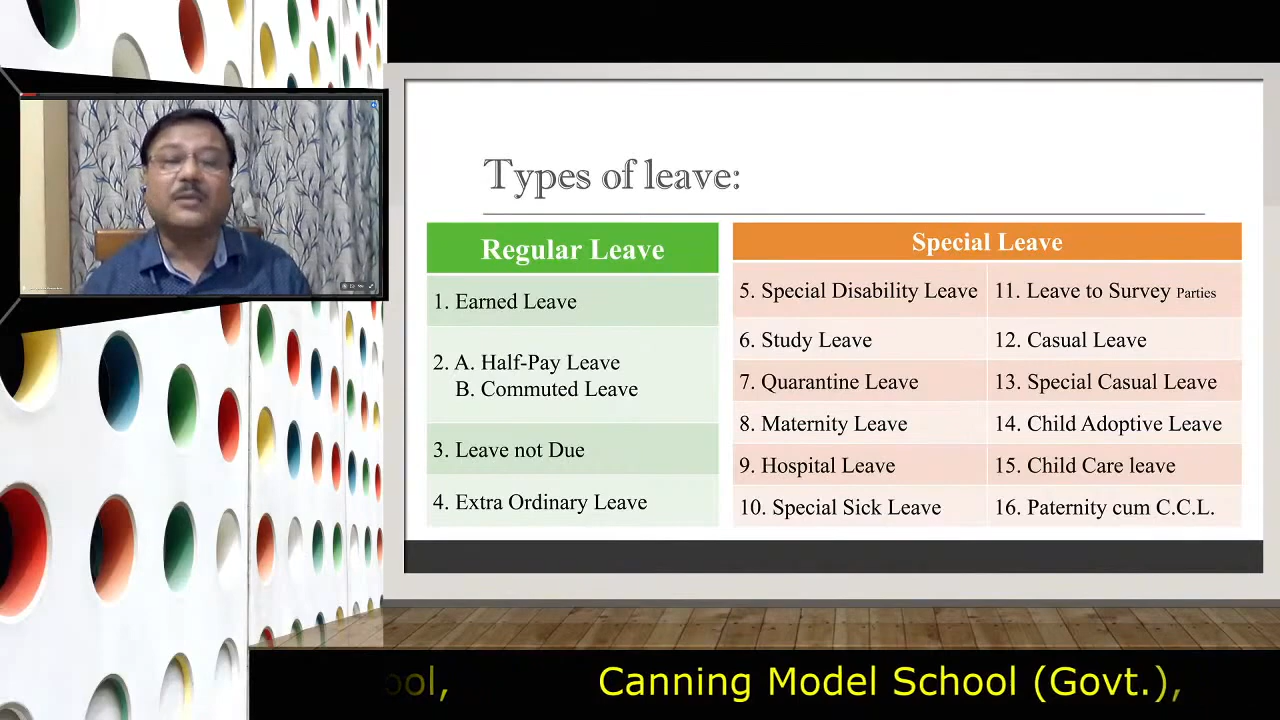 Types of leave:
Regular Leave
1. Earned Leave
2. A. Half-Pay Leave
B. Commuted Leave
3. Leave not Due
4. Extra Ordinary Leave
Special Leave
5. Special Disability Leave
6. Study Leave
7. Quarantine Leave
8. Maternity Leave
9. Hospital Leave
10. Special Sick Leave
11. Leave to Survey Parties
12. Casual Leave
13. Special Casual Leave
14. Child Adoptive Leave
15. Child Care leave
16. Paternity cum C.C.L.
ool, Canning Model School (Govt.),